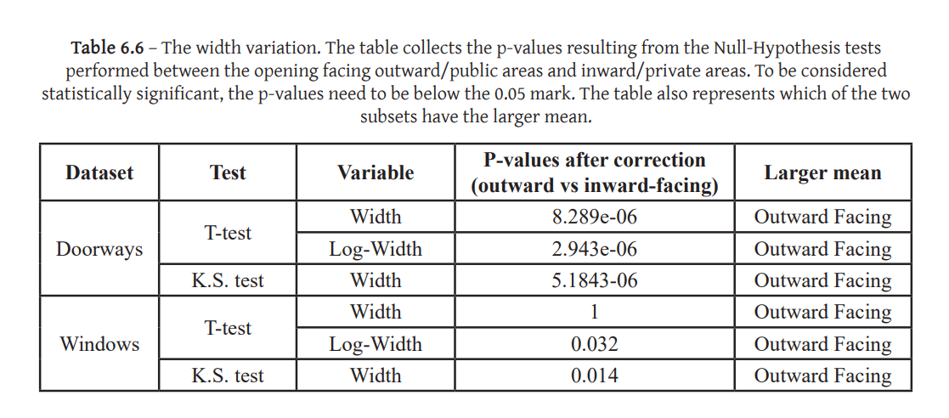 Table 6.6 – The width variation. The table collects the p-values resulting from the Null-Hypothesis tests
performed between the opening facing outward/public areas and inward/private areas. To be considered
statistically significant, the p-values need to be below the 0.05 mark. The table also represents which of the two
subsets have the larger mean.
Dataset Test Variable P-values after correction (outward vs inward-facing) Larger mean
Doorways T-test Width 8.289e-06 Outward Facing
Log-Width 2.943e-06 Outward Facing
K.S. test Width 5.1843-06 Outward Facing
Windows T-test Width 1 Outward Facing
Log-Width 0.032 Outward Facing
K.S. test Width 0.014 Outward Facing